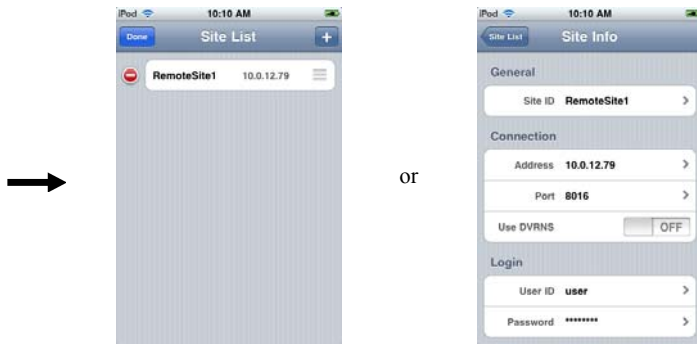 iPod 10:10 AM
Done Site List +
RemoteSite1 10.0.12.79
or
iPod 10:10 AM
Site List Site Info
General
Site ID RemoteSite1
Connection
Address 10.0.12.79
Port 8016
Use DVRNS OFF
Login
User ID user
Password ********